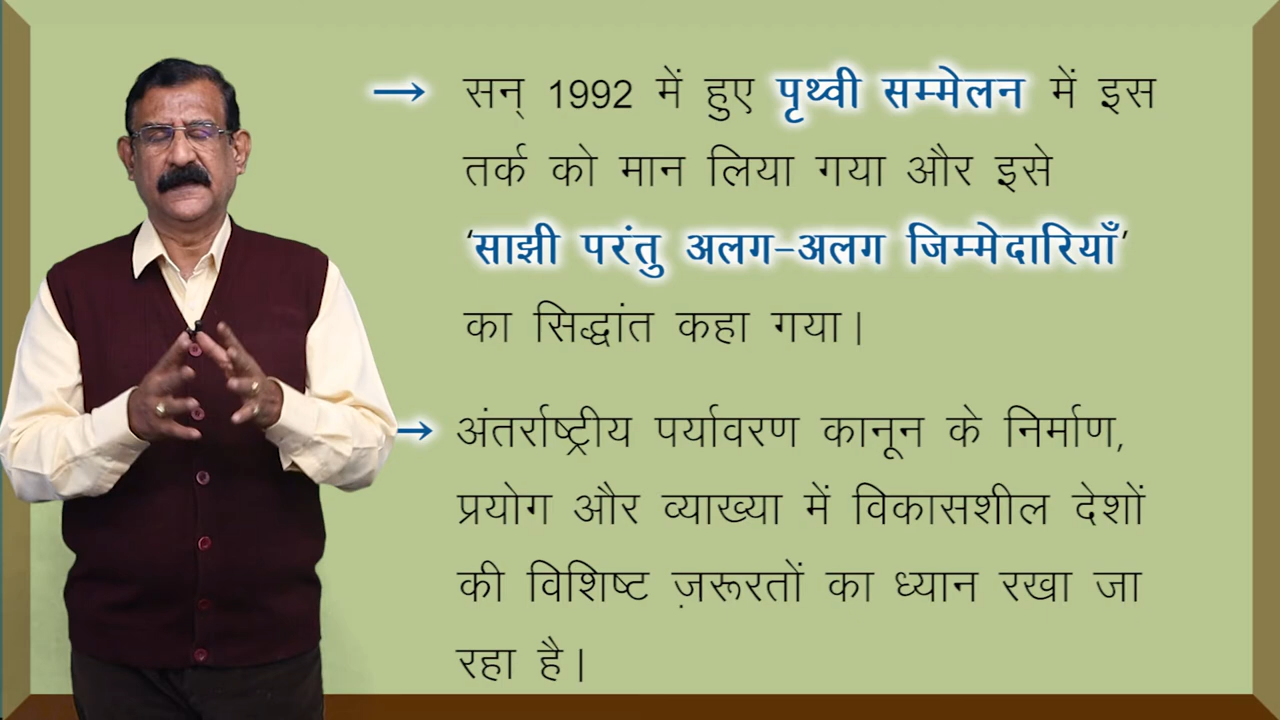 → सन् 1992 में हुए पृथ्वी सम्मेलन में इस
तर्क को मान लिया गया और इसे
‘साझी परंतु अलग-अलग जिम्मेदारियाँ’
का सिद्धांत कहा गया।
→ अंतर्राष्ट्रीय पर्यावरण कानून के निर्माण,
प्रयोग और व्याख्या में विकासशील देशों
की विशिष्ट ज़रूरतों का ध्यान रखा जा
रहा है।